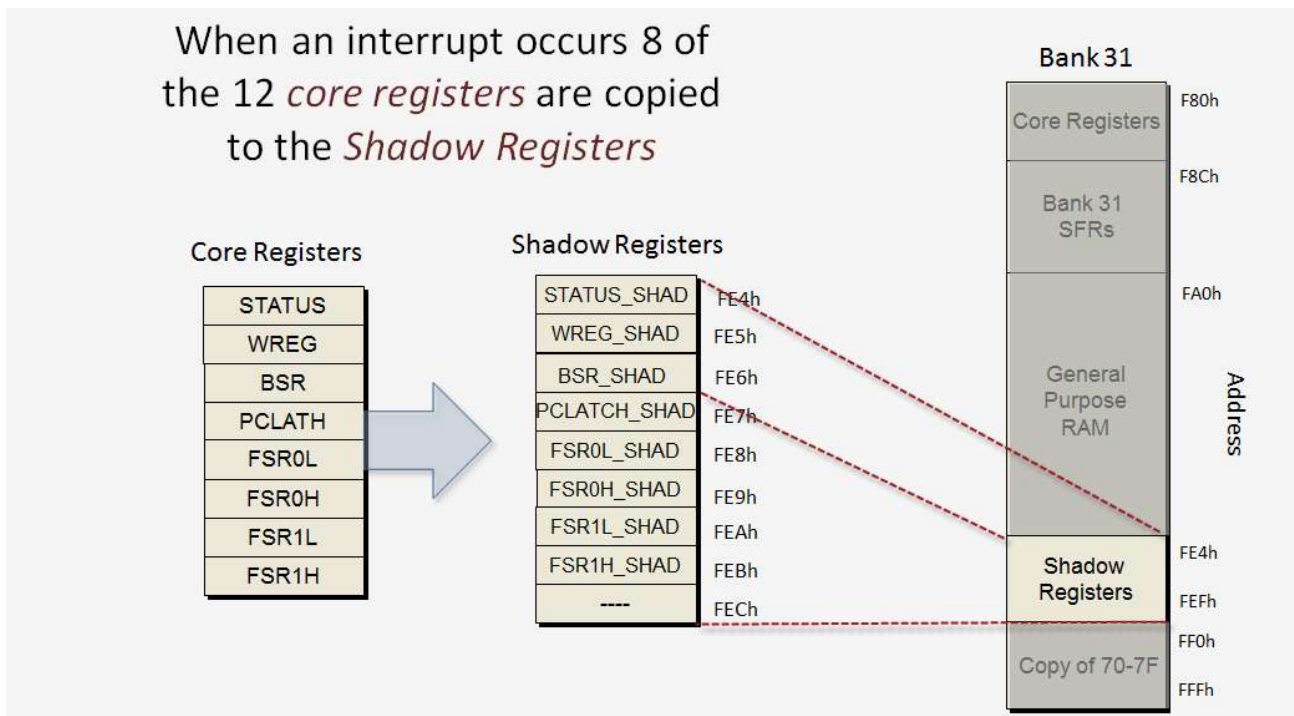 When an interrupt occurs 8 of
the 12 core registers are copied
to the Shadow Registers
Core Registers
STATUS
WREG
BSR
PCLATH
FSR0L
FSR0H
FSR1L
FSR1H
Shadow Registers
STATUS_SHAD FE4h
WREG_SHAD FE5h
BSR_SHAD FE6h
PCLATCH_SHAD FE7h
FSR0L_SHAD FE8h
FSR0H_SHAD FE9h
FSR1L_SHAD FEAh
FSR1H_SHAD FEBh
---- FECh
Bank 31
F80h
Core Registers
F8Ch
Bank 31
SFRs
FA0h
General
Purpose
RAM
Address
FE4h
Shadow
Registers
FEFh
FF0h
Copy of 70-7F
FFFh